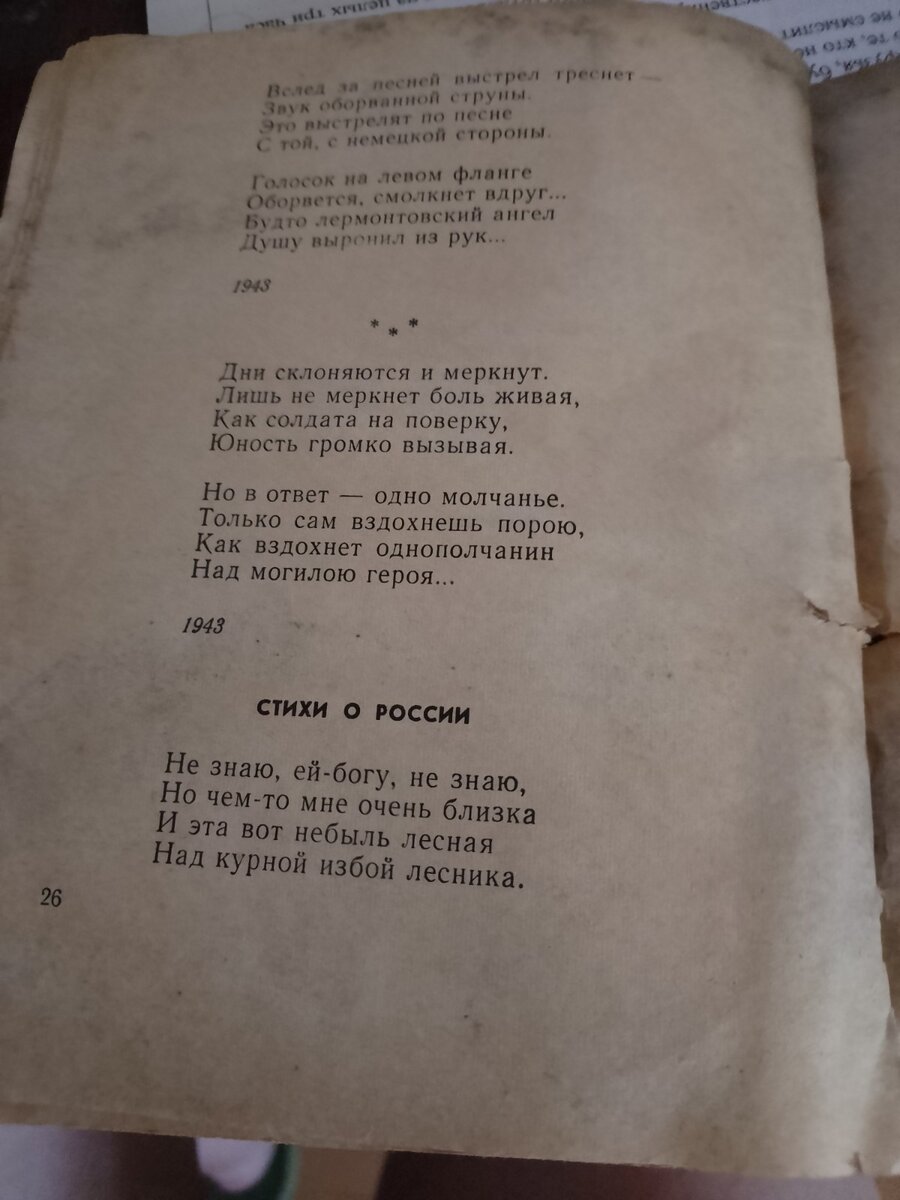 Вслед за песней выстрел треснет —
Звук оборванной струны.
Это выстрелят по песне
С той, с немецкой стороны.
Голосок на левом фланге
Оборвется, смолкнет вдруг...
Будто лермонтовский ангел
Душу выронил из рук...
1943
* * *
Дни склоняются и меркнут.
Лишь не меркнет боль живая,
Как солдата на поверку,
Юность громко вызывая.
Но в ответ — одно молчанье.
Только сам вздохнешь порою,
Как вздохнет однополчанин
Над могилою героя...
1943
СТИХИ О РОССИИ
Не знаю, ей-богу, не знаю,
Но чем-то мне очень близка
И эта вот небыль лесная
Над курной избой лесника.
26